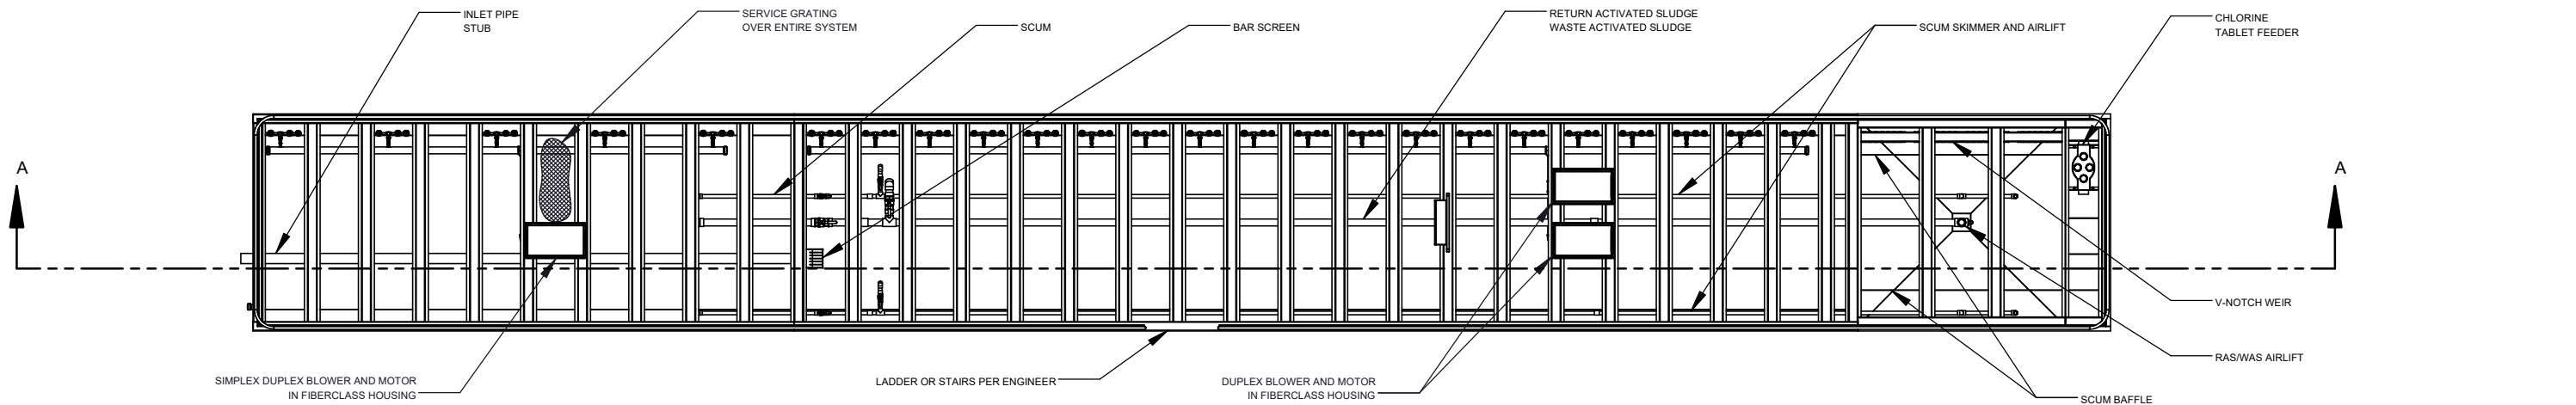 INLET PIPE
STUB
SERVICE GRATING
OVER ENTIRE SYSTEM
SCUM
BAR SCREEN
RETURN ACTIVATED SLUDGE
WASTE ACTIVATED SLUDGE
SCUM SKIMMER AND AIRLIFT
CHLORINE
TABLET FEEDER
A
A
V-NOTCH WEIR
RAS/WAS AIRLIFT
SIMPLEX DUPLEX BLOWER AND MOTOR
IN FIBERCLASS HOUSING
LADDER OR STAIRS PER ENGINEER
DUPLEX BLOWER AND MOTOR
IN FIBERCLASS HOUSING
SCUM BAFFLE